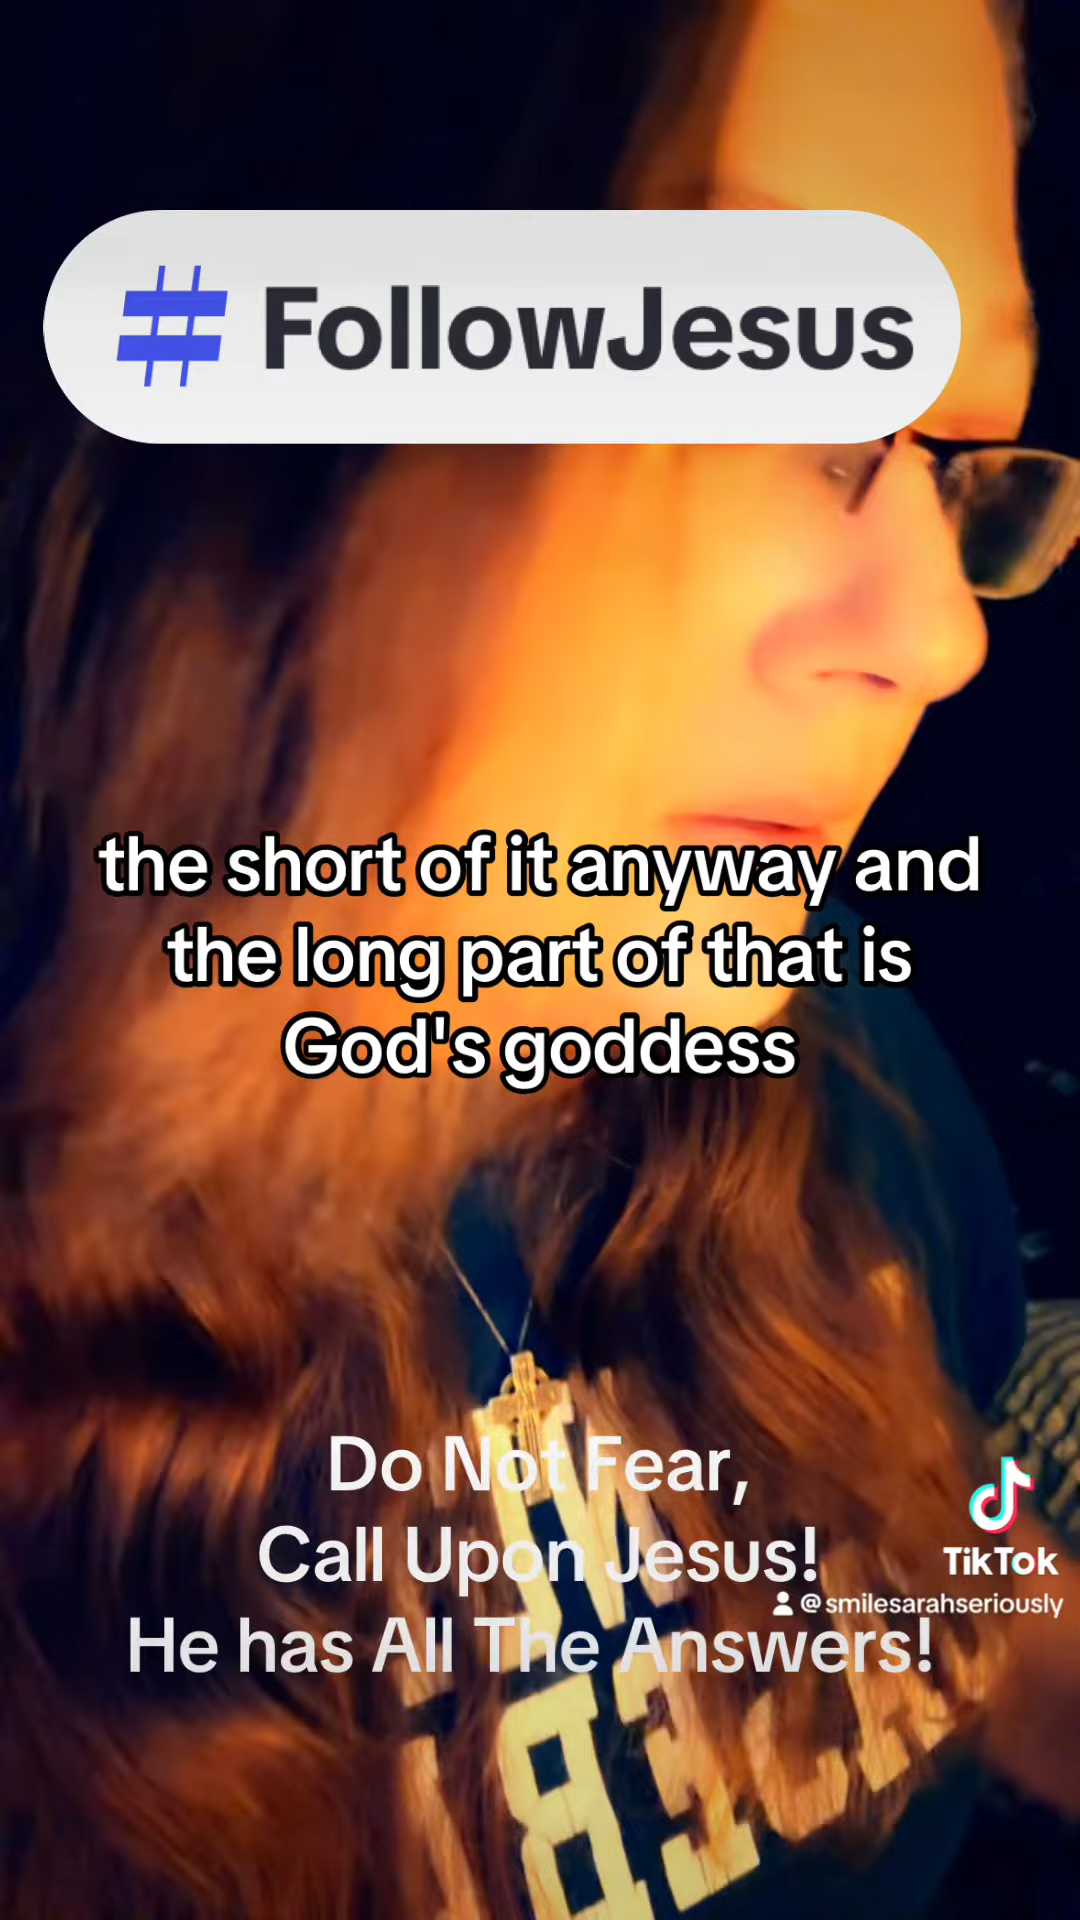 # FollowJesus
the short of it anyway and
the long part of that is
God's goddess
Do Not Fear,
Call Upon Jesus!
He has All The Answers!
TikTok
@smilesarahseriously